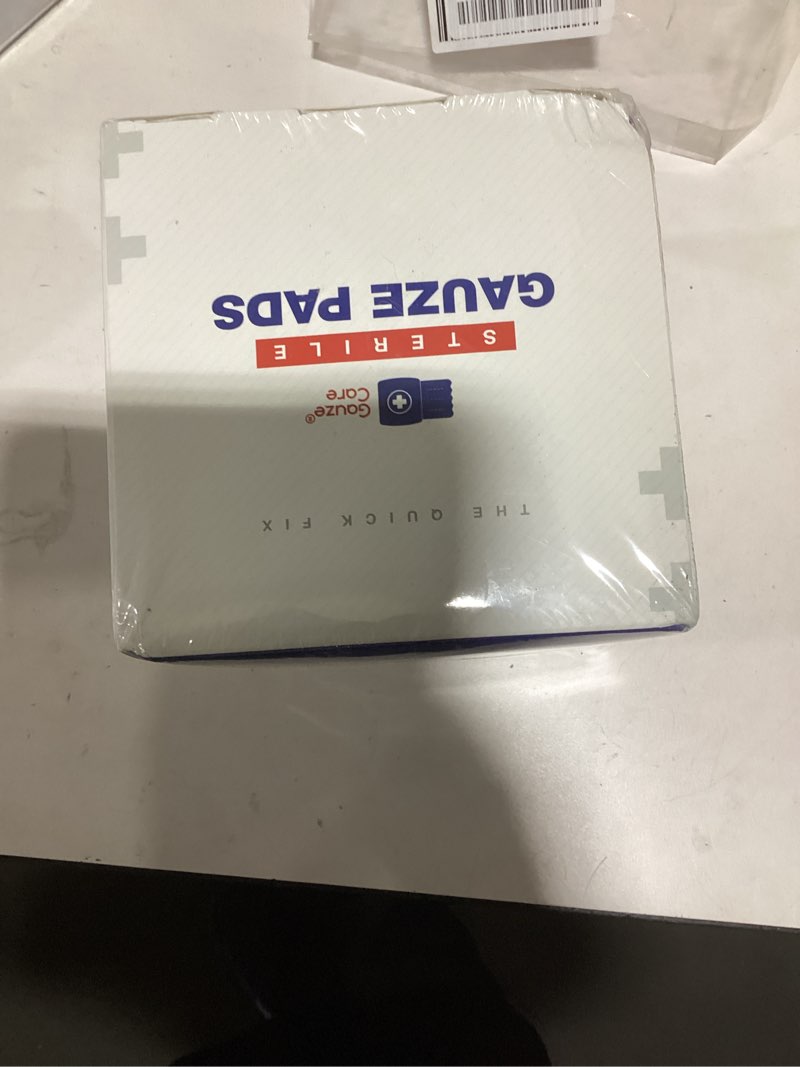 THE QUICK FIX
Gauze®
Care
STERILE
GAUZE PADS